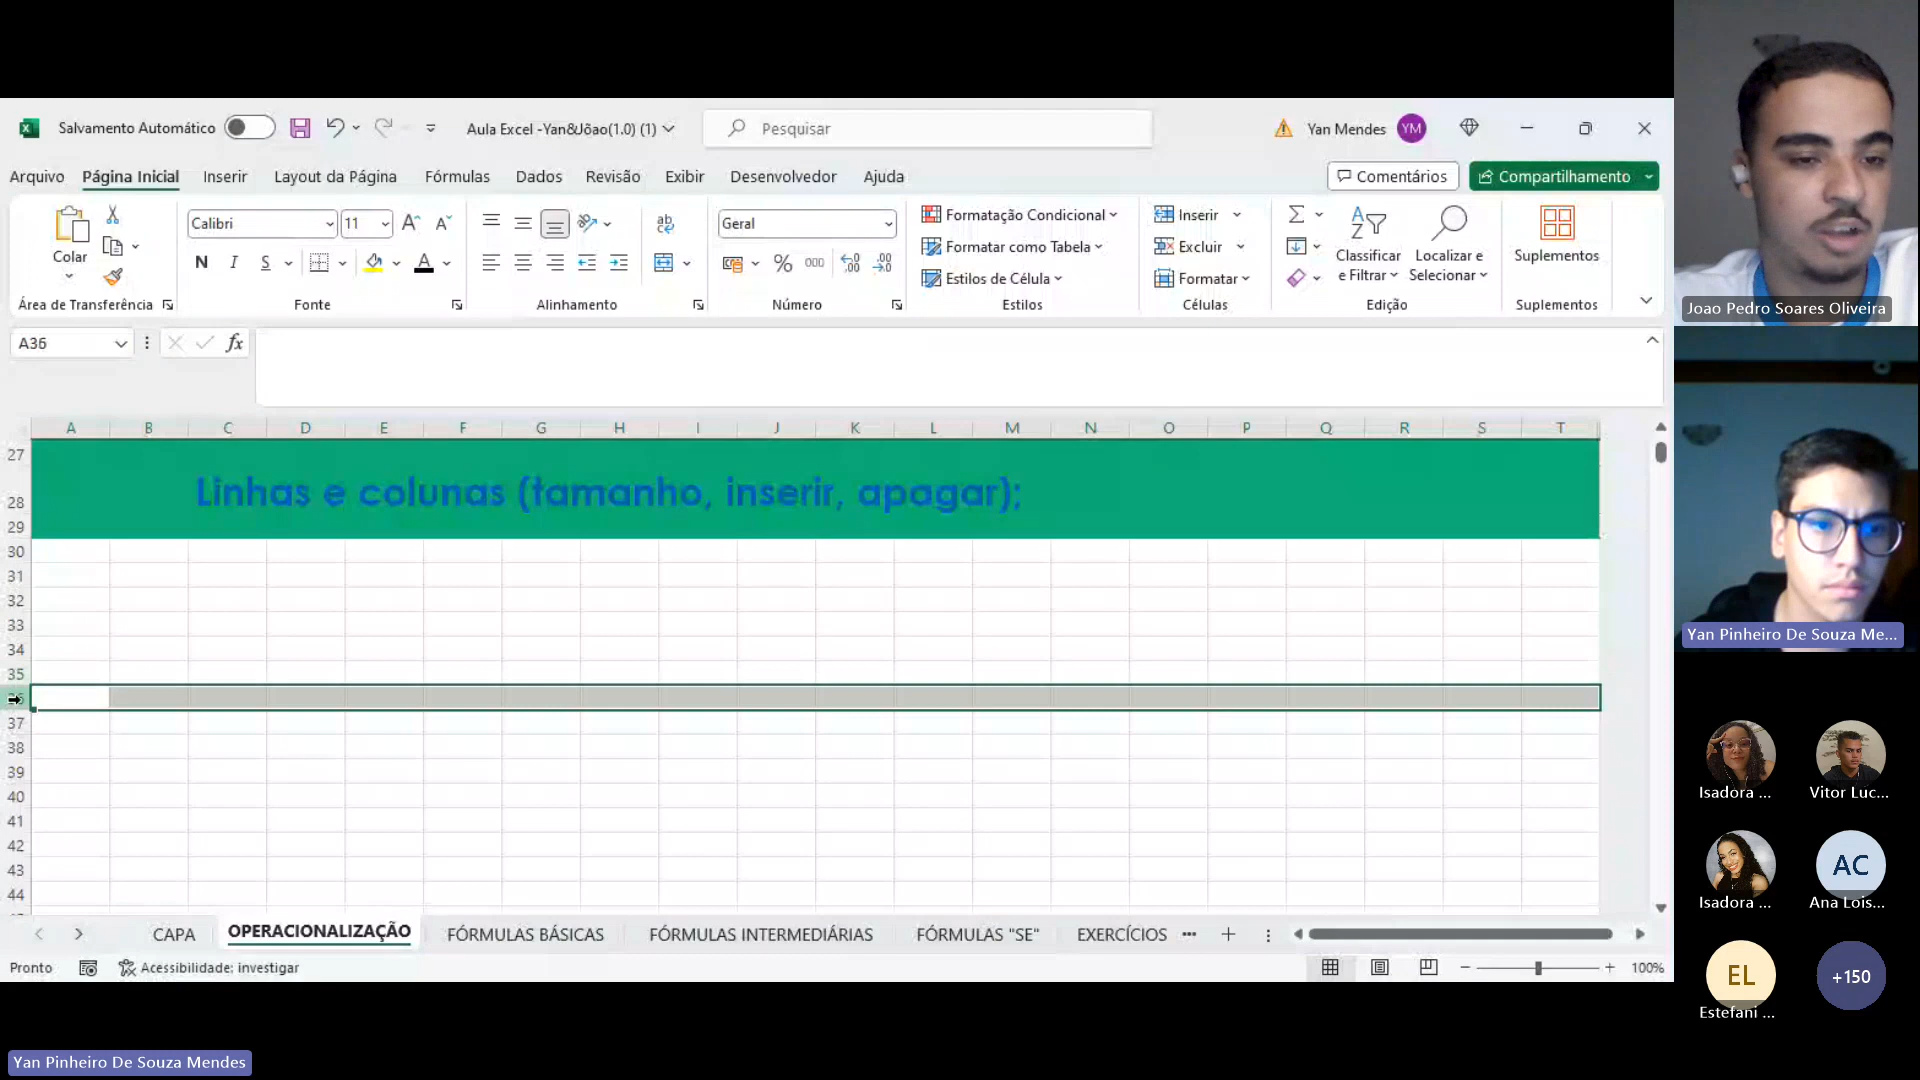 Salvamento Automático
Aula Excel -Yan&Jõao(1.0) (1)
Pesquisar
Yan Mendes
YM
Arquivo
Página Inicial
Inserir
Layout da Página
Fórmulas
Dados
Revisão
Exibir
Desenvolvedor
Ajuda
Comentários
Compartilhamento
Colar
Área de Transferência
Calibri
11
N I S
Fonte
Alinhamento
Geral
% 000
Número
Formatação Condicional
Formatar como Tabela
Estilos de Célula
Estilos
Inserir
Excluir
Formatar
Células
Classificar
e Filtrar
Localizar e
Selecionar
Edição
Suplementos
Suplementos
A36
fx
A B C D E F G H I J K L M N O P Q R S T
27
Linhas e colunas (tamanho, inserir, apagar);
28
29
30
31
32
33
34
35
37
38
39
40
41
42
43
44
CAPA
OPERACIONALIZAÇÃO
FÓRMULAS BÁSICAS
FÓRMULAS INTERMEDIÁRIAS
FÓRMULAS "SE"
EXERCÍCIOS
Pronto
Acessibilidade: investigar
100%
Joao Pedro Soares Oliveira
Yan Pinheiro De Souza Me...
Isadora ...
Vitor Luc...
Isadora ...
AC
Ana Lois...
EL
Estefani ...
+150
Yan Pinheiro De Souza Mendes